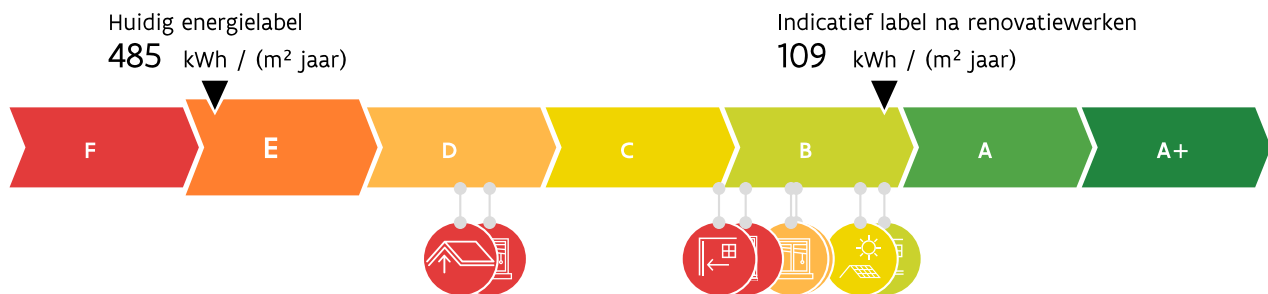 Huidig energielabel
485 kWh / (m² jaar)
Indicatief label na renovatiewerken
109 kWh / (m² jaar)
F E D C B A A+